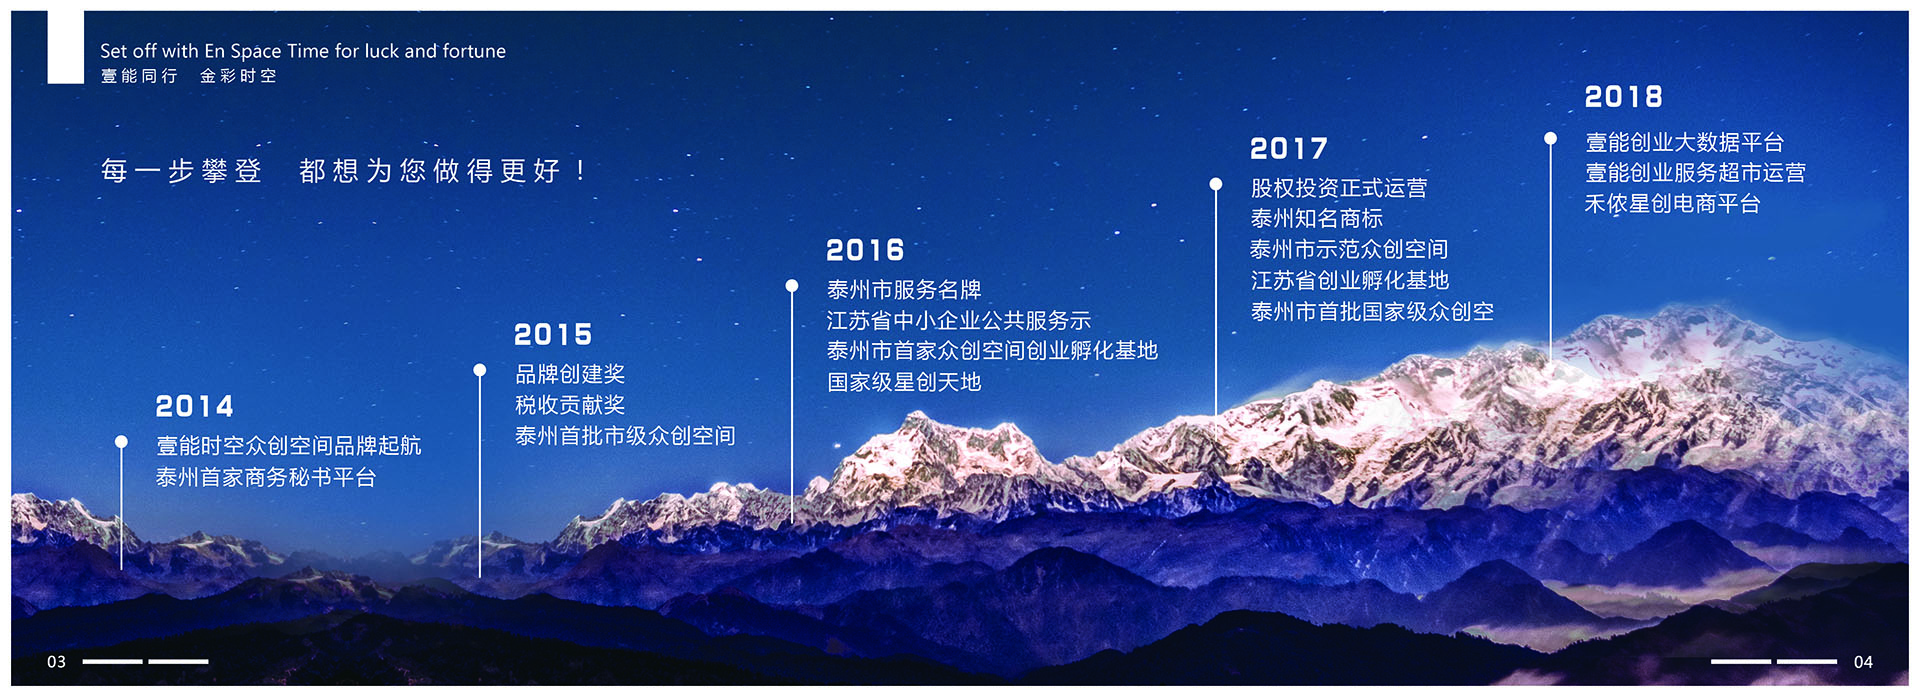 Set off with En Space Time for luck and fortune
壹能同行 金彩时空
每一步攀登 都想为您做得更好！
2014
壹能时空众创空间品牌起航
泰州首家商务秘书平台
2015
品牌创建奖
税收贡献奖
泰州首批市级众创空间
2016
泰州市服务名牌
江苏省中小企业公共服务示
泰州市首家众创空间创业孵化基地
国家级星创天地
2017
股权投资正式运营
泰州知名商标
泰州市示范众创空间
江苏省创业孵化基地
泰州市首批国家级众创空
2018
壹能创业大数据平台
壹能创业服务超市运营
禾侬星创电商平台
03
04